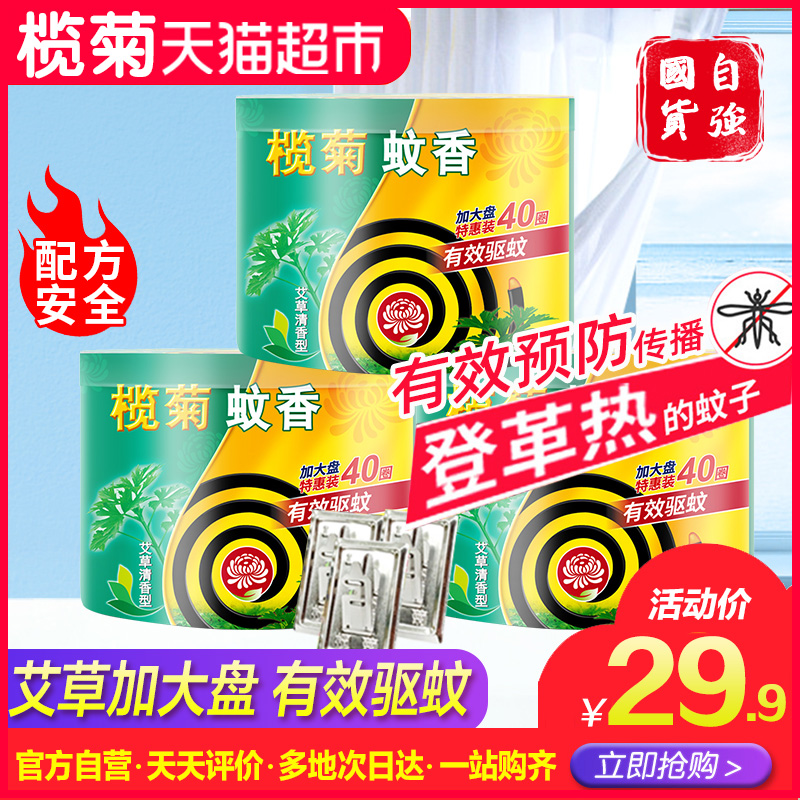 榄菊天猫超市
自強
國貨
配方
安全
榄菊 蚊香
加大盘
特惠装40圈
有效驱蚊
艾草清香型
有效预防传播
登革热的蚊子
榄菊 蚊香
加大盘
特惠装40圈
有效驱蚊
艾草清香型
加大盘
特惠装40圈
有效驱蚊
艾草加大盘 有效驱蚊
活动价
¥29.9
官方自营·天天评价·多地次日达·一站购齐
立即抢购 >